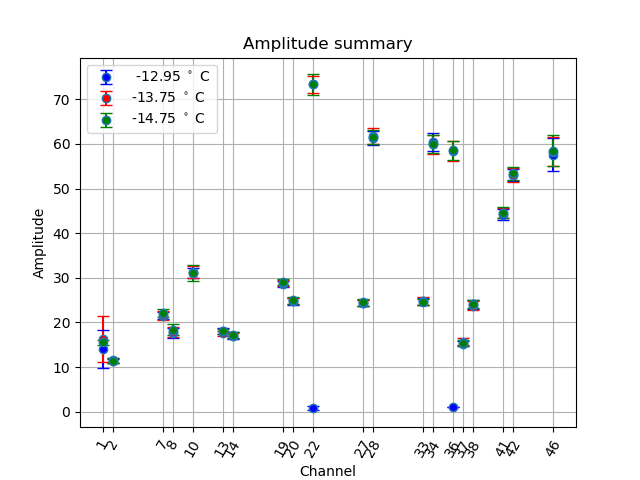 Amplitude summary
-12.95 ° C
-13.75 ° C
-14.75 ° C
Amplitude
70
60
50
40
30
20
10
0
1 2 7 8 10 13 14 19 20 22 27 28 33 34 36 37 38 41 42 46
Channel